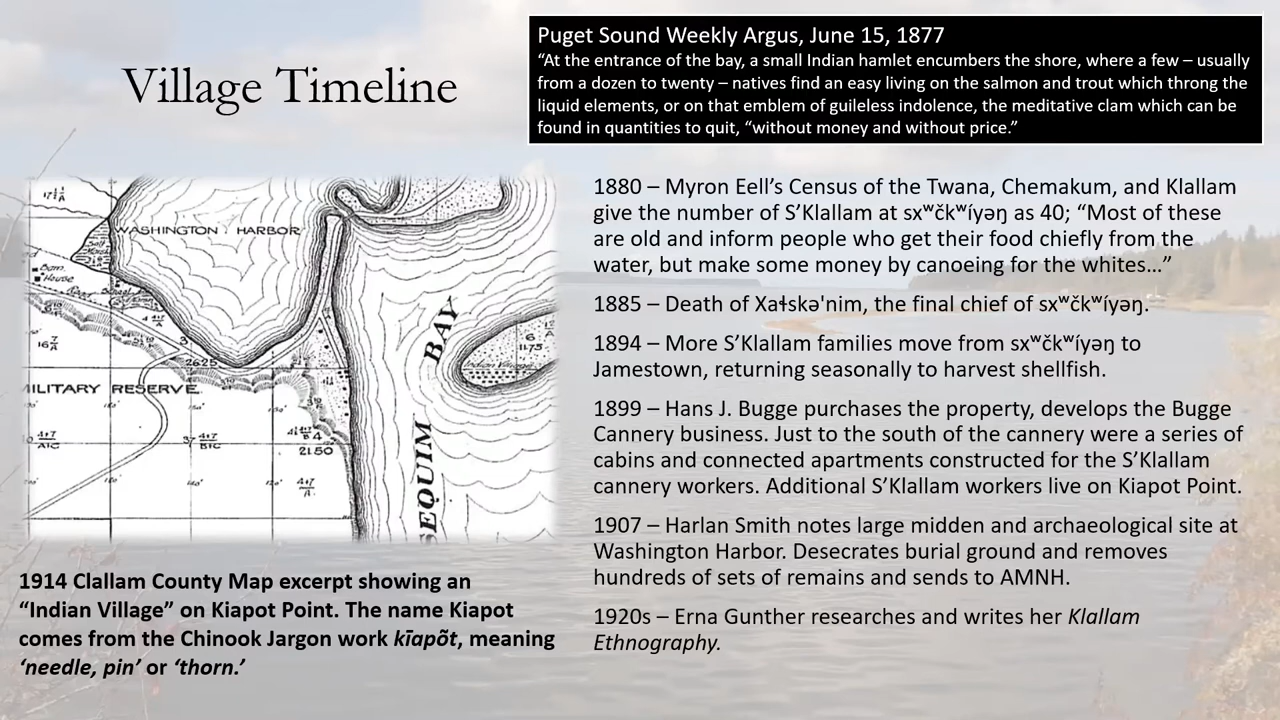 Village Timeline
Puget Sound Weekly Argus, June 15, 1877
“At the entrance of the bay, a small Indian hamlet encumbers the shore, where a few – usually
from a dozen to twenty – natives find an easy living on the salmon and trout which throng the
liquid elements, or on that emblem of guileless indolence, the meditative clam which can be
found in quantities to quit, “without money and without price.”
WASHINGTON HARBOR
MILITARY RESERVE
SEQUIM BAY
2625
2150
1175
1914 Clallam County Map excerpt showing an
“Indian Village” on Kiapot Point. The name Kiapot
comes from the Chinook Jargon work kīapõt, meaning
‘needle, pin’ or ‘thorn.’
1880 – Myron Eell’s Census of the Twana, Chemakum, and Klallam
give the number of S’Klallam at sxʷčkʷíyəŋ as 40; “Most of these
are old and inform people who get their food chiefly from the
water, but make some money by canoeing for the whites…”
1885 – Death of Xaɬskə'nim, the final chief of sxʷčkʷíyəŋ.
1894 – More S’Klallam families move from sxʷčkʷíyəŋ to
Jamestown, returning seasonally to harvest shellfish.
1899 – Hans J. Bugge purchases the property, develops the Bugge
Cannery business. Just to the south of the cannery were a series of
cabins and connected apartments constructed for the S’Klallam
cannery workers. Additional S’Klallam workers live on Kiapot Point.
1907 – Harlan Smith notes large midden and archaeological site at
Washington Harbor. Desecrates burial ground and removes
hundreds of sets of remains and sends to AMNH.
1920s – Erna Gunther researches and writes her Klallam
Ethnography.